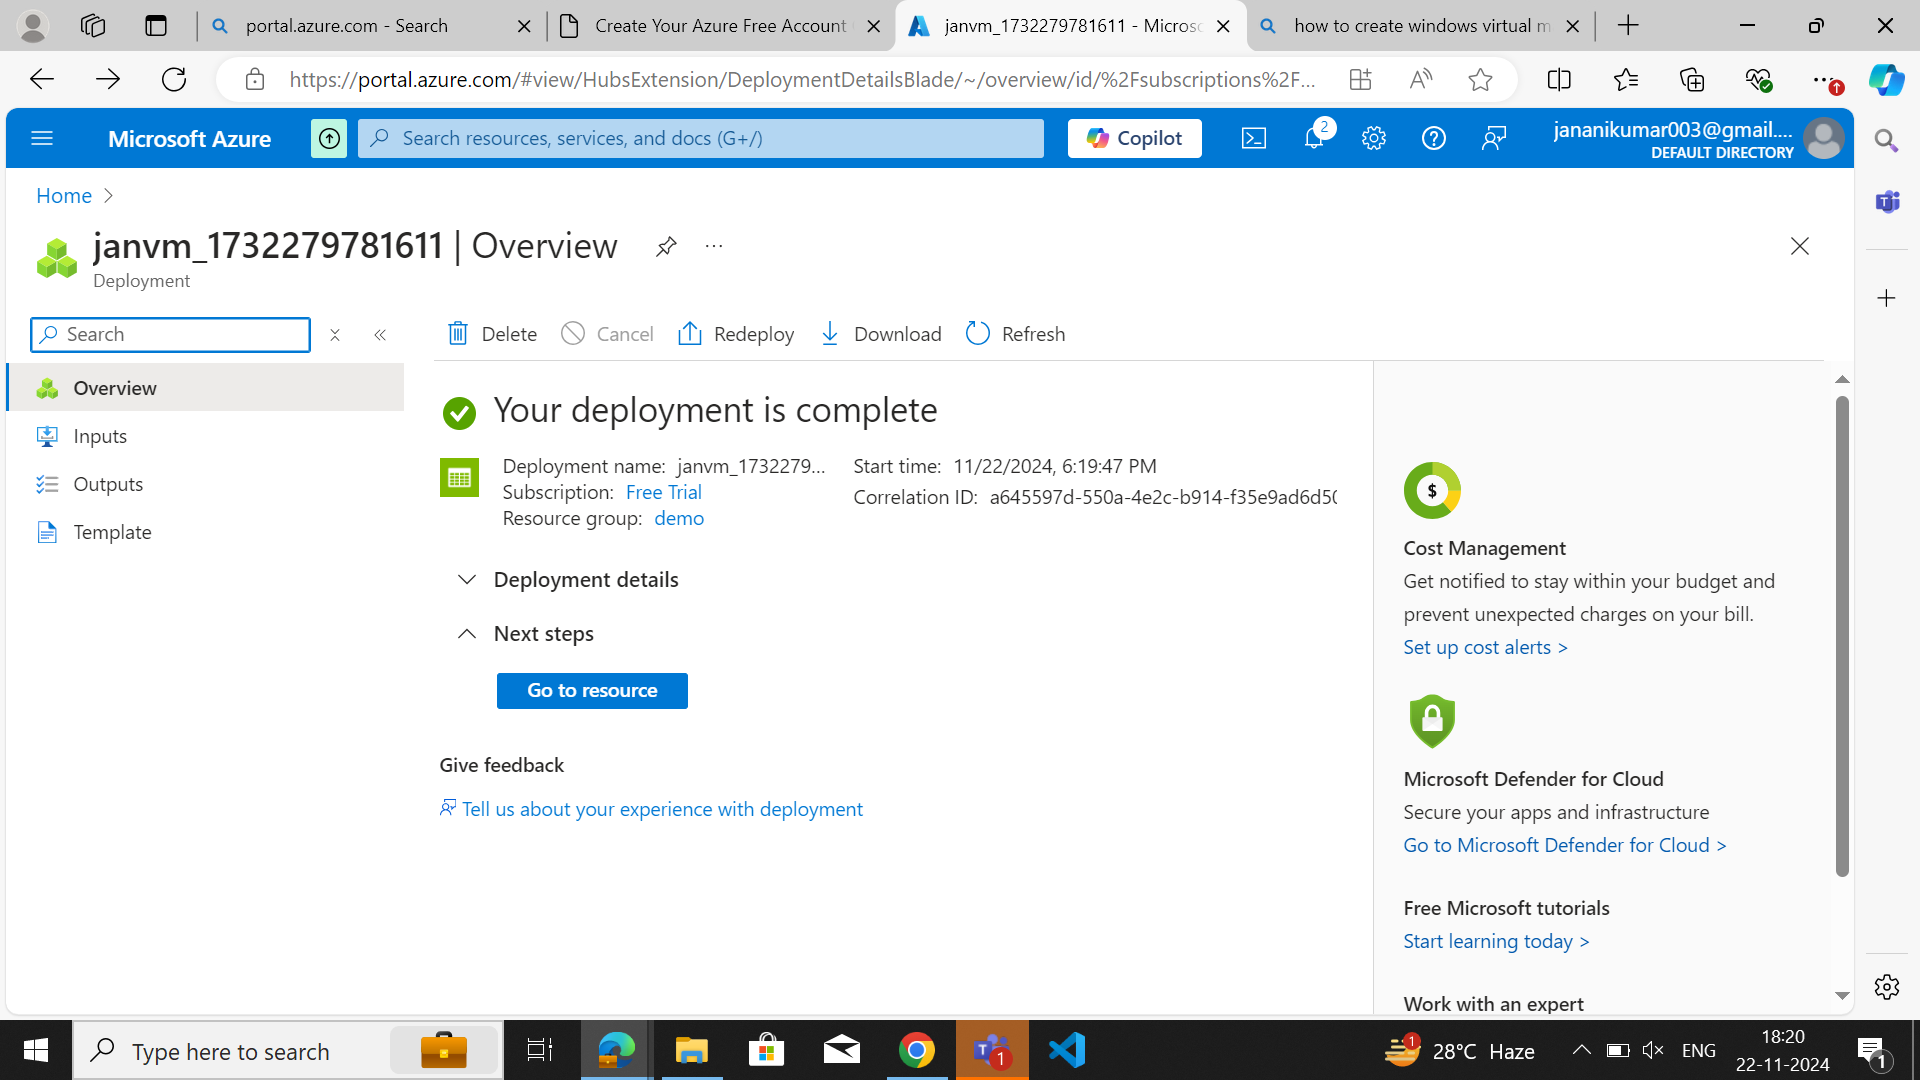 portal.azure.com - Search
Create Your Azure Free Account
janvm_1732279781611 - Micros
how to create windows virtual m
https://portal.azure.com/#view/HubsExtension/DeploymentDetailsBlade/~/overview/id/%2Fsubscriptions%2F...
Microsoft Azure
Search resources, services, and docs (G+/)
Copilot
2
jananikumar003@gmail....
DEFAULT DIRECTORY
Home
janvm_1732279781611 | Overview
Deployment
Search
Delete
Cancel
Redeploy
Download
Refresh
Overview
Inputs
Outputs
Template
Your deployment is complete
Deployment name: janvm_1732279...
Subscription: Free Trial
Resource group: demo
Start time: 11/22/2024, 6:19:47 PM
Correlation ID: a645597d-550a-4e2c-b914-f35e9ad6d50
Deployment details
Next steps
Go to resource
Give feedback
Tell us about your experience with deployment
$
Cost Management
Get notified to stay within your budget and
prevent unexpected charges on your bill.
Set up cost alerts >
Microsoft Defender for Cloud
Secure your apps and infrastructure
Go to Microsoft Defender for Cloud >
Free Microsoft tutorials
Start learning today >
Work with an expert
Type here to search
1
1
28°C Haze
ENG
18:20
22-11-2024
1